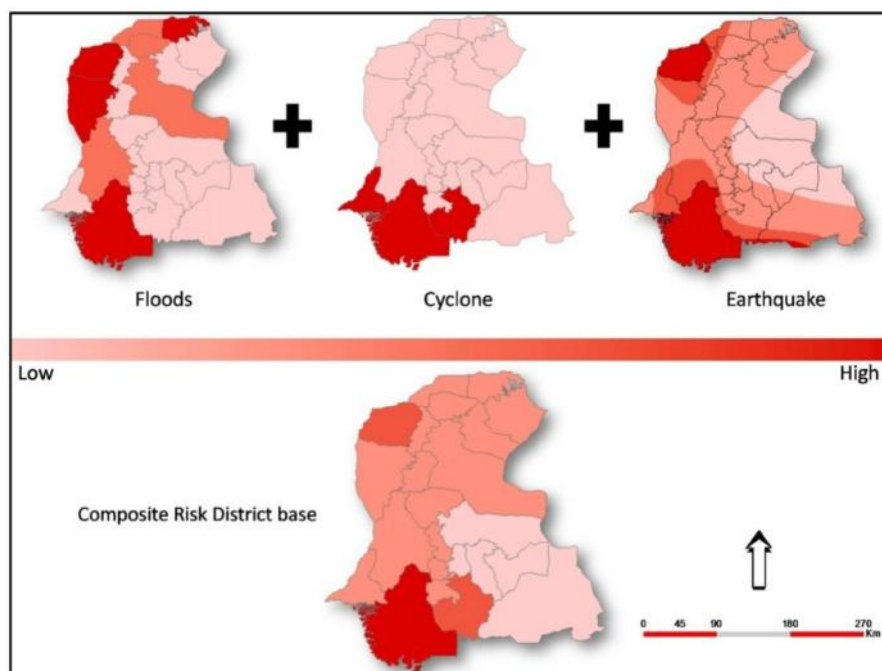 Floods
Cyclone
Earthquake
Low
High
Composite Risk District base
0 45 90 180 270
Km